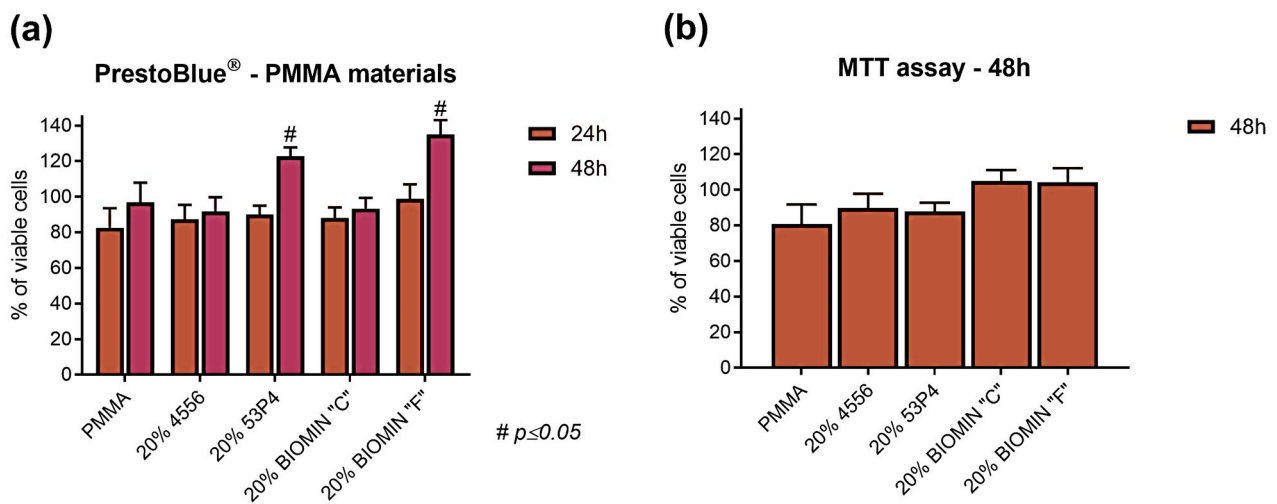 (a)
PrestoBlue® - PMMA materials
% of viable cells
140
120
100
80
60
40
20
0
#
#
PMMA
20% 4556
20% 53P4
20% BIOMIN "C"
20% BIOMIN "F"
24h
48h
# p≤0.05
(b)
MTT assay - 48h
% of viable cells
140
120
100
80
60
40
20
0
PMMA
20% 4556
20% 53P4
20% BIOMIN "C"
20% BIOMIN "F"
48h